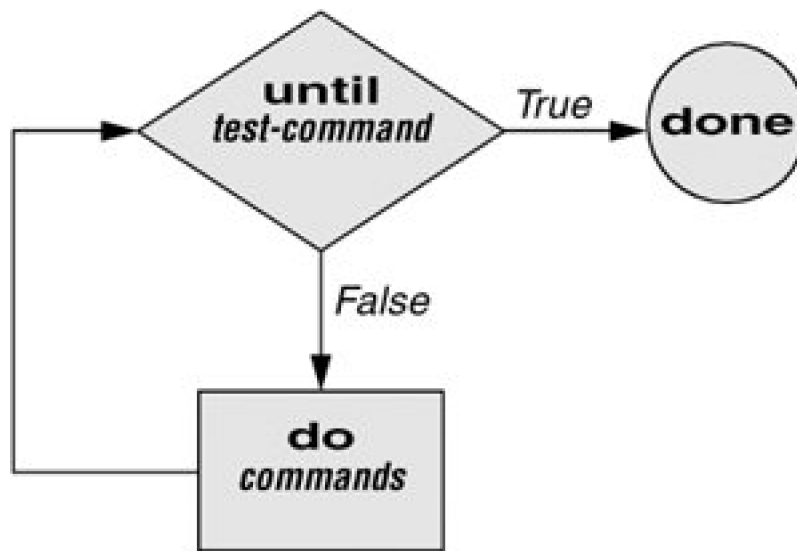 until
test-command
True
done
False
do
commands